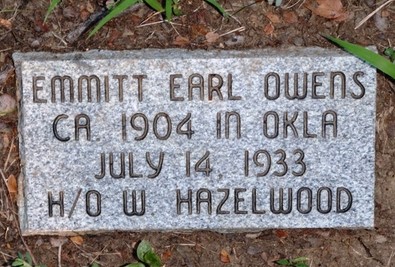 EMMITT EARL OWENS
CA 1904 IN OKLA
JULY 14 1933
H/O W HAZELWOOD